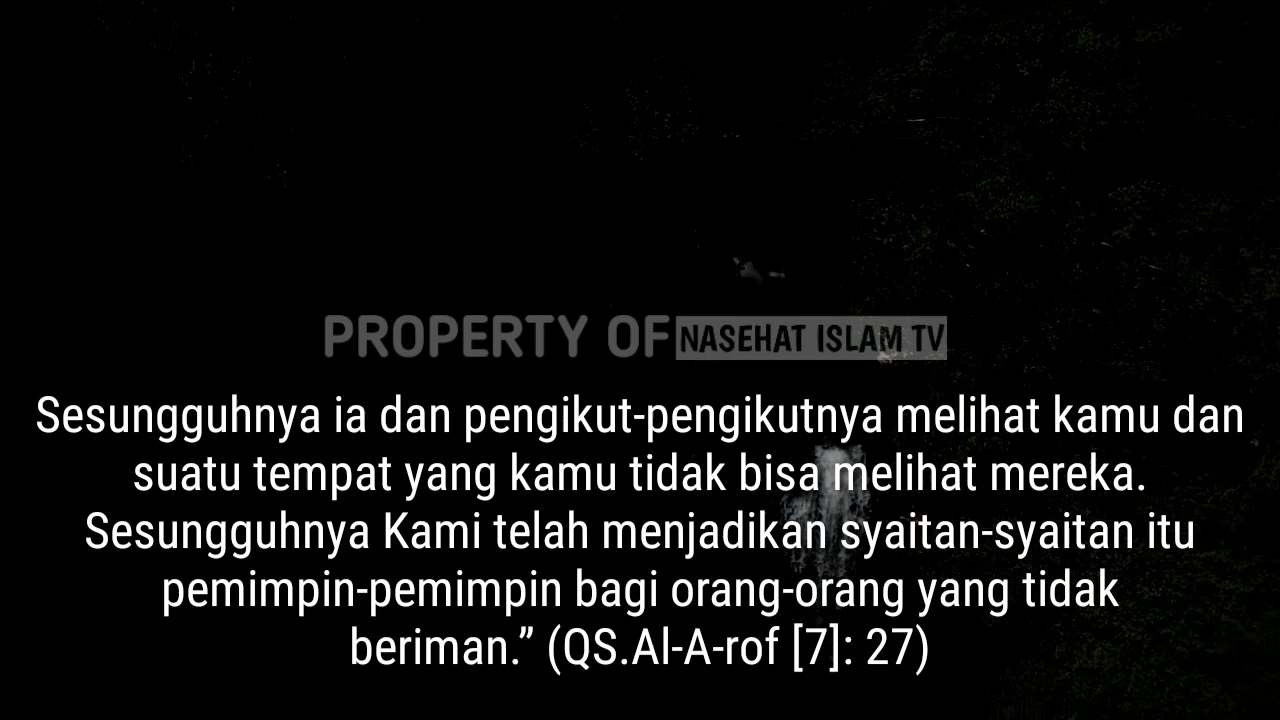 PROPERTY OF NASEHAT ISLAM TV
Sesungguhnya ia dan pengikut-pengikutnya melihat kamu dan
suatu tempat yang kamu tidak bisa melihat mereka.
Sesungguhnya Kami telah menjadikan syaitan-syaitan itu
pemimpin-pemimpin bagi orang-orang yang tidak
beriman.” (QS.Al-A-rof [7]: 27)